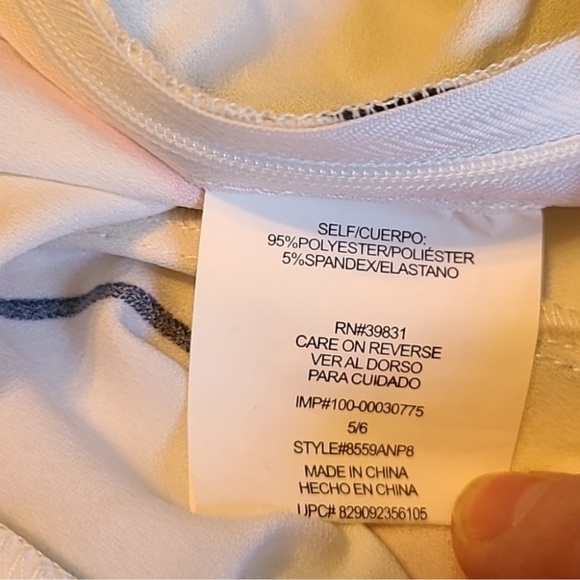 SELF/CUERPO:
95%POLYESTER/POLIÉSTER
5%SPANDEX/ELASTANO
RN#39831
CARE ON REVERSE
VER AL DORSO
PARA CUIDADO
IMP#100-00030775
5/6
STYLE#8559ANP8
MADE IN CHINA
HECHO EN CHINA
UPC# 829092356105